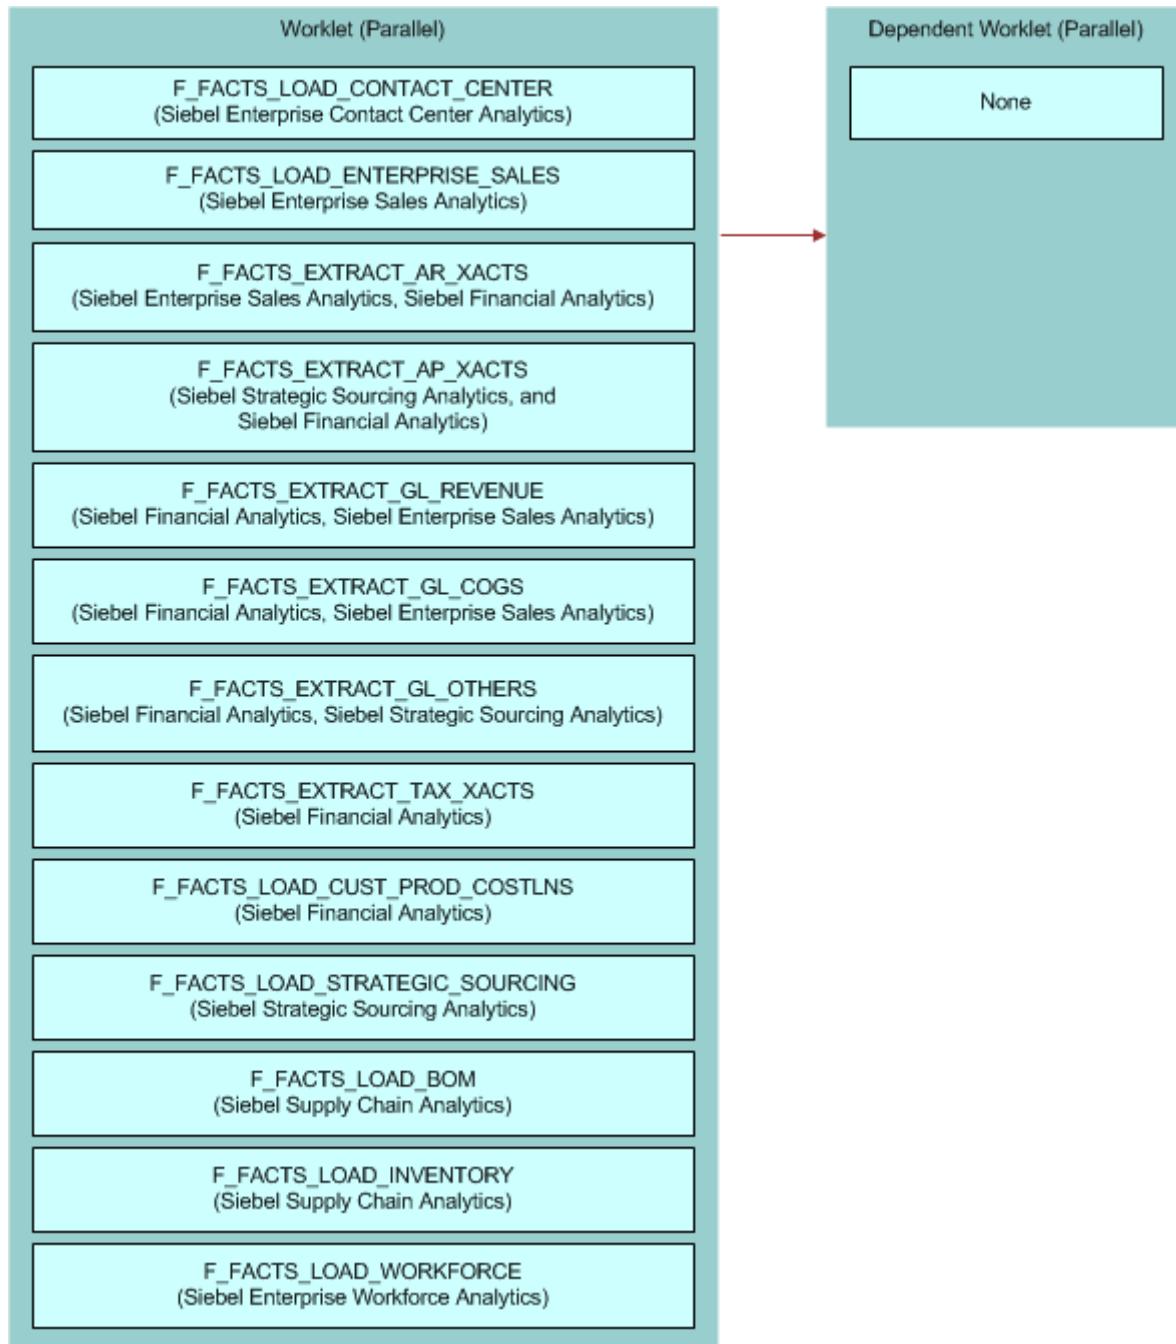 Worklet (Parallel)
F_FACTS_LOAD_CONTACT_CENTER
(Siebel Enterprise Contact Center Analytics)
F_FACTS_LOAD_ENTERPRISE_SALES
(Siebel Enterprise Sales Analytics)
F_FACTS_EXTRACT_AR_XACTS
(Siebel Enterprise Sales Analytics, Siebel Financial Analytics)
F_FACTS_EXTRACT_AP_XACTS
(Siebel Strategic Sourcing Analytics, and
Siebel Financial Analytics)
F_FACTS_EXTRACT_GL_REVENUE
(Siebel Financial Analytics, Siebel Enterprise Sales Analytics)
F_FACTS_EXTRACT_GL_COGS
(Siebel Financial Analytics, Siebel Enterprise Sales Analytics)
F_FACTS_EXTRACT_GL_OTHERS
(Siebel Financial Analytics, Siebel Strategic Sourcing Analytics)
F_FACTS_EXTRACT_TAX_XACTS
(Siebel Financial Analytics)
F_FACTS_LOAD_CUST_PROD_COSTLNS
(Siebel Financial Analytics)
F_FACTS_LOAD_STRATEGIC_SOURCING
(Siebel Strategic Sourcing Analytics)
F_FACTS_LOAD_BOM
(Siebel Supply Chain Analytics)
F_FACTS_LOAD_INVENTORY
(Siebel Supply Chain Analytics)
F_FACTS_LOAD_WORKFORCE
(Siebel Enterprise Workforce Analytics)
Dependent Worklet (Parallel)
None